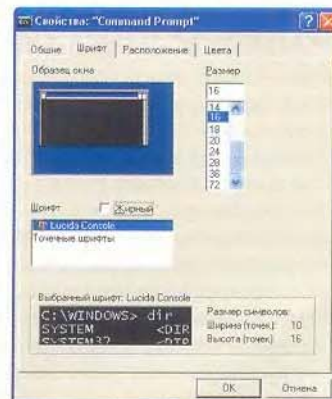 Свойства: "Command Prompt"
Общие Шрифт Расположение Цвета
Образец окна
Размер
16
14
16
18
20
24
28
36
72
Шрифт
Жирный
Lucida Console
Точечные шрифты
Выбранный шрифт: Lucida Console
C:\WINDOWS> dir
SYSTEM <DIR
SYSTEM32 <DIR
Размер символов:
Ширина (точек): 10
Высота (точек): 16
OK Отмена